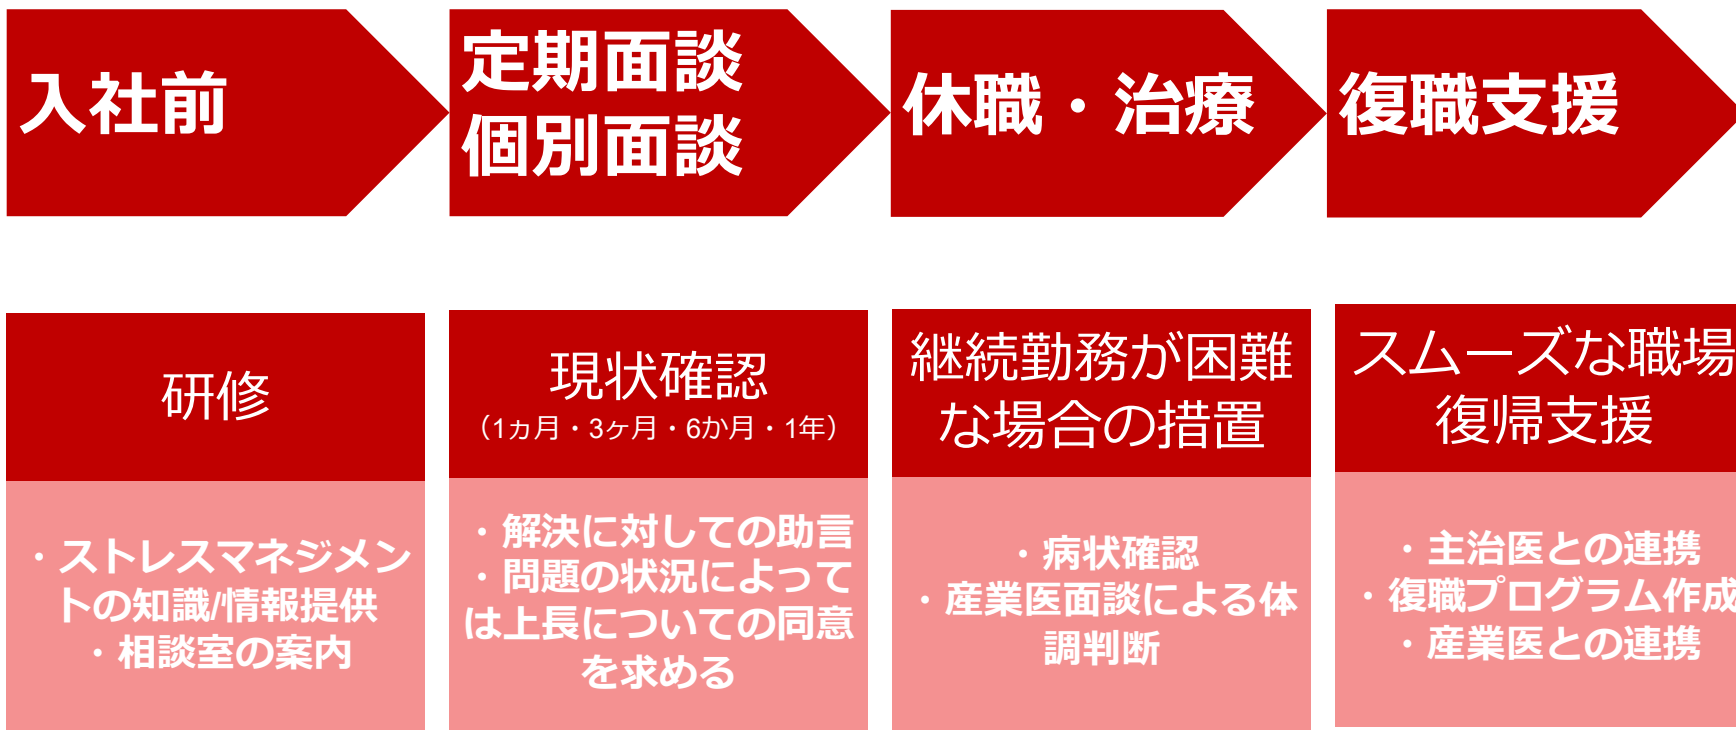 入社前
定期面談
個別面談
休職・治療
復職支援
研修
・ストレスマネジメン
トの知識/情報提供
・相談室の案内
現状確認
（1ヵ月・3ヶ月・6か月・1年）
・解決に対しての助言
・問題の状況によって
は上長についての同意
を求める
継続勤務が困難
な場合の措置
・病状確認
・産業医面談による体
調判断
スムーズな職場
復帰支援
・主治医との連携
・復職プログラム作成
・産業医との連携